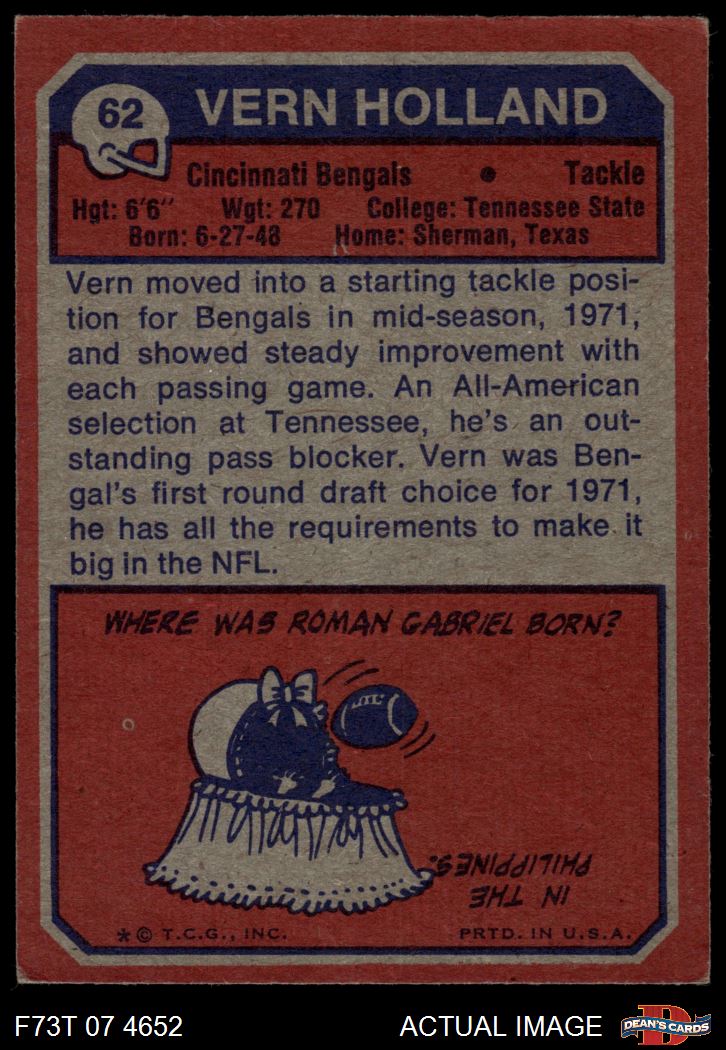 62
VERN HOLLAND
Cincinnati Bengals • Tackle
Hgt: 6'6" Wgt: 270 College: Tennessee State
Born: 6-27-48 Home: Sherman, Texas
Vern moved into a starting tackle posi-
tion for Bengals in mid-season, 1971,
and showed steady improvement with
each passing game. An All-American
selection at Tennessee, he's an out-
standing pass blocker. Vern was Ben-
gal's first round draft choice for 1971,
he has all the requirements to make it
big in the NFL.
WHERE WAS ROMAN GABRIEL BORN?
IN THE
PHILIPPINES.
* © T.C.G., INC. PRTD. IN U.S.A.
F73T 07 4652 ACTUAL IMAGE
D
DEAN'S CARDS